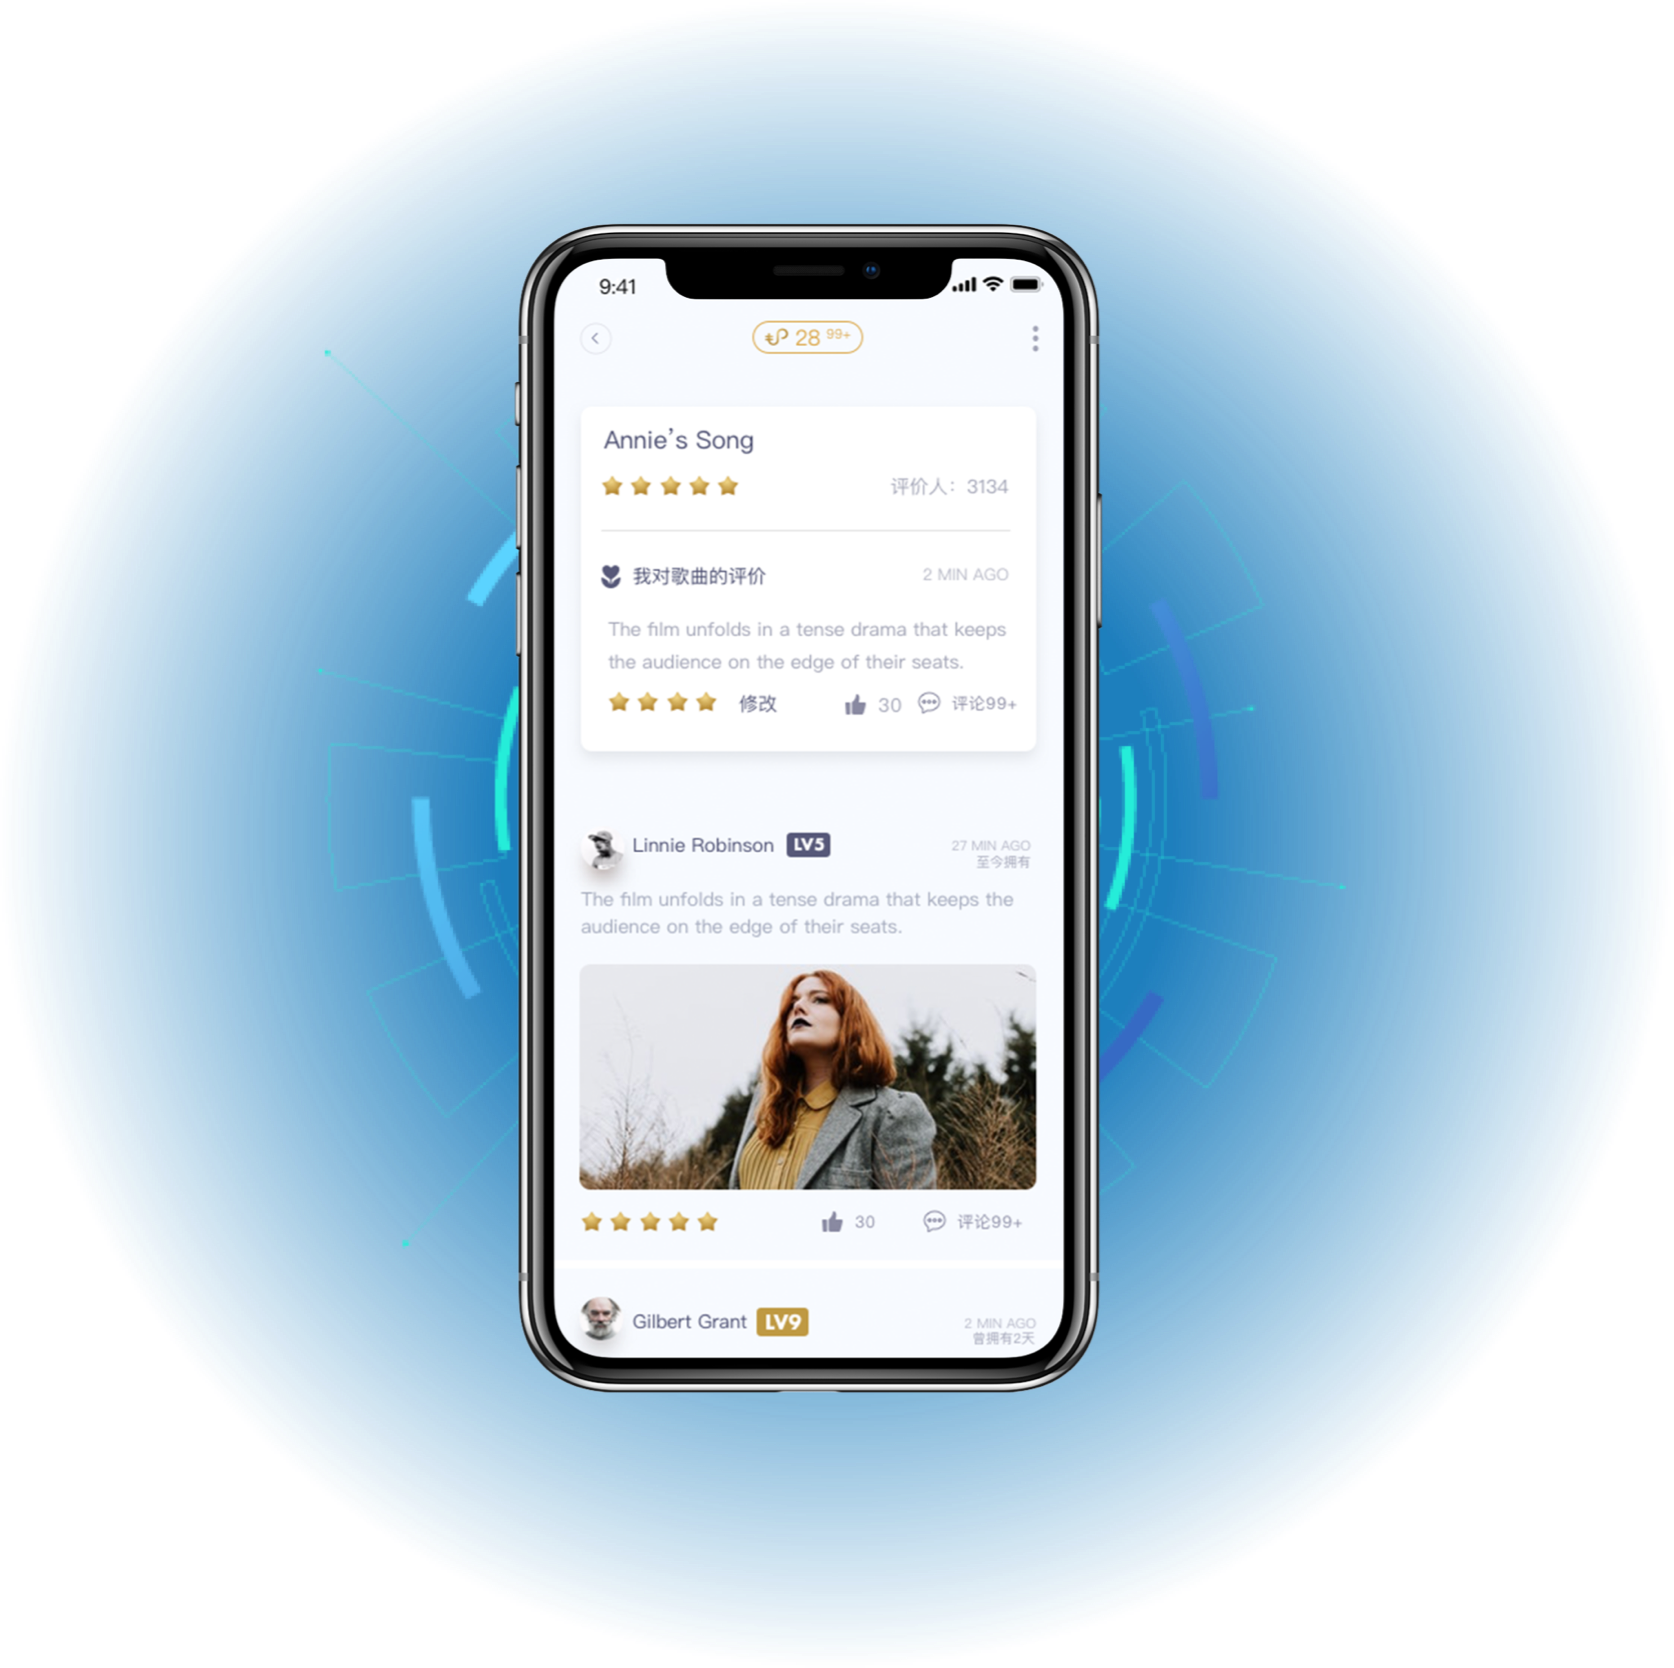 9:41
28 99+
Annie's Song
评价人：3134
我对歌曲的评价
2 MIN AGO
The film unfolds in a tense drama that keeps
the audience on the edge of their seats.
修改
30
评论99+
Linnie Robinson LV5
27 MIN AGO
至今拥有
The film unfolds in a tense drama that keeps the
audience on the edge of their seats.
30
评论99+
Gilbert Grant LV9
2 MIN AGO
曾拥有2天